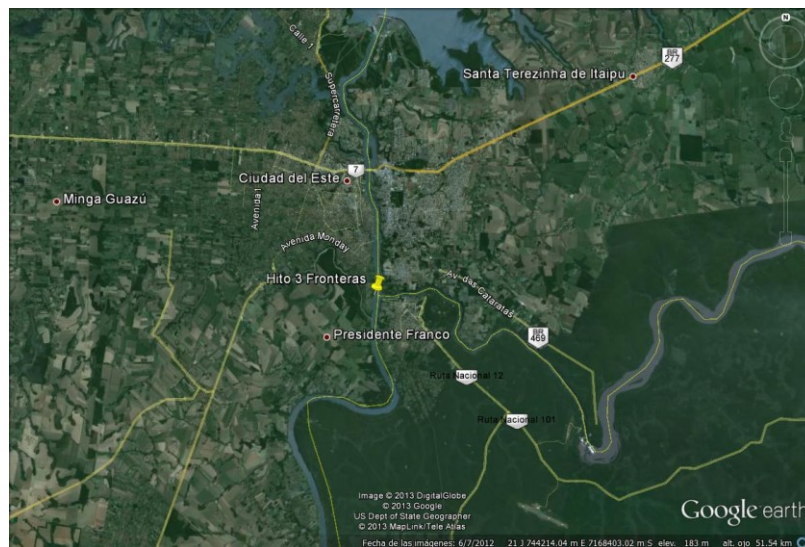 N
Calle 1
Supercarretera
BR
277
Santa Terezinha de Itaipu
7
Ciudad del Este
Minga Guazú
Avenida1
Avenida Monday
Hito 3 Fronteras
Av. das Cataratas
BR
469
Presidente Franco
Ruta Nacional 12
Ruta Nacional 101
Image © 2013 DigitalGlobe
© 2013 Google
US Dept of State Geographer
© 2013 MapLink/Tele Atlas
Google earth
Fecha de las imágenes: 6/7/2012 21 J 744214.04 m E 7168403.02 m S elev. 183 m alt. ojo 51.54 km